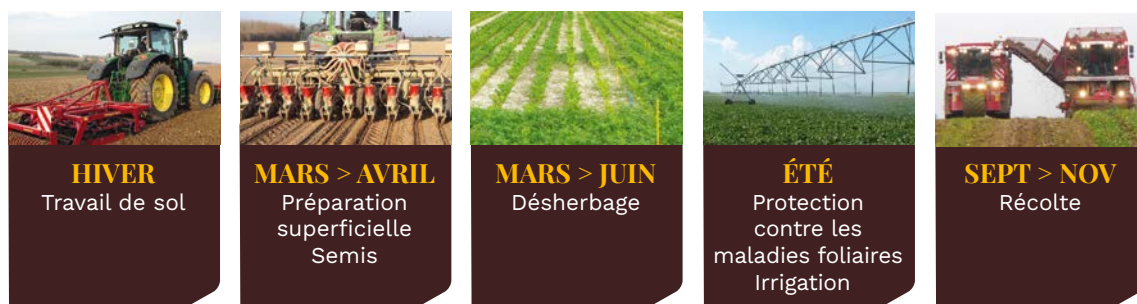 HIVER
Travail de sol
MARS > AVRIL
Préparation
superficielle
Semis
MARS > JUIN
Désherbage
ÉTÉ
Protection
contre les
maladies foliaires
Irrigation
SEPT > NOV
Récolte